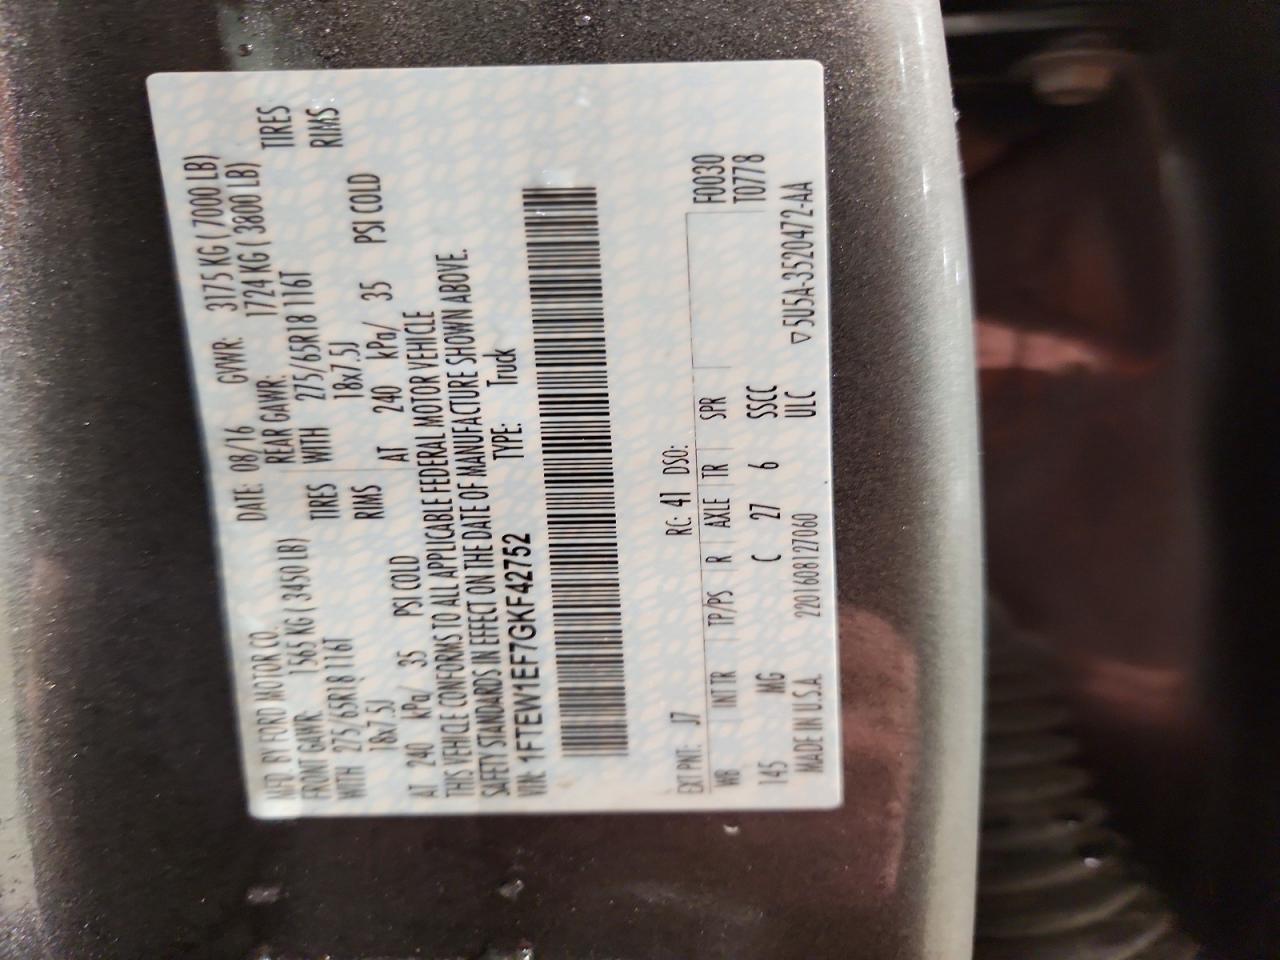 MFD. BY FORD MOTOR CO.
DATE: 08/16 GVWR: 3175 KG ( 7000 LB)
FRONT GAWR: 1565 KG ( 3450 LB)
REAR GAWR: 1724 KG ( 3800 LB)
WITH 275/65R18 116T TIRES
WITH 275/65R18 116T TIRES
18x7.5J RIMS
18x7.5J RIMS
AT 240 kPa/ 35 PSI COLD
AT 240 kPa/ 35 PSI COLD
THIS VEHICLE CONFORMS TO ALL APPLICABLE FEDERAL MOTOR VEHICLE
SAFETY STANDARDS IN EFFECT ON THE DATE OF MANUFACTURE SHOWN ABOVE.
VIN: 1FTEW1EF7GKF42752 TYPE: Truck
EXT PNT: J7 RC: 41 DSO:
WB INT TR TP/PS R AXLE TR SPR F0030
145 MG C 27 6 SSCC T0778
MADE IN U.S.A. 220160812706O ULC ▽5U5A-3520472-AA